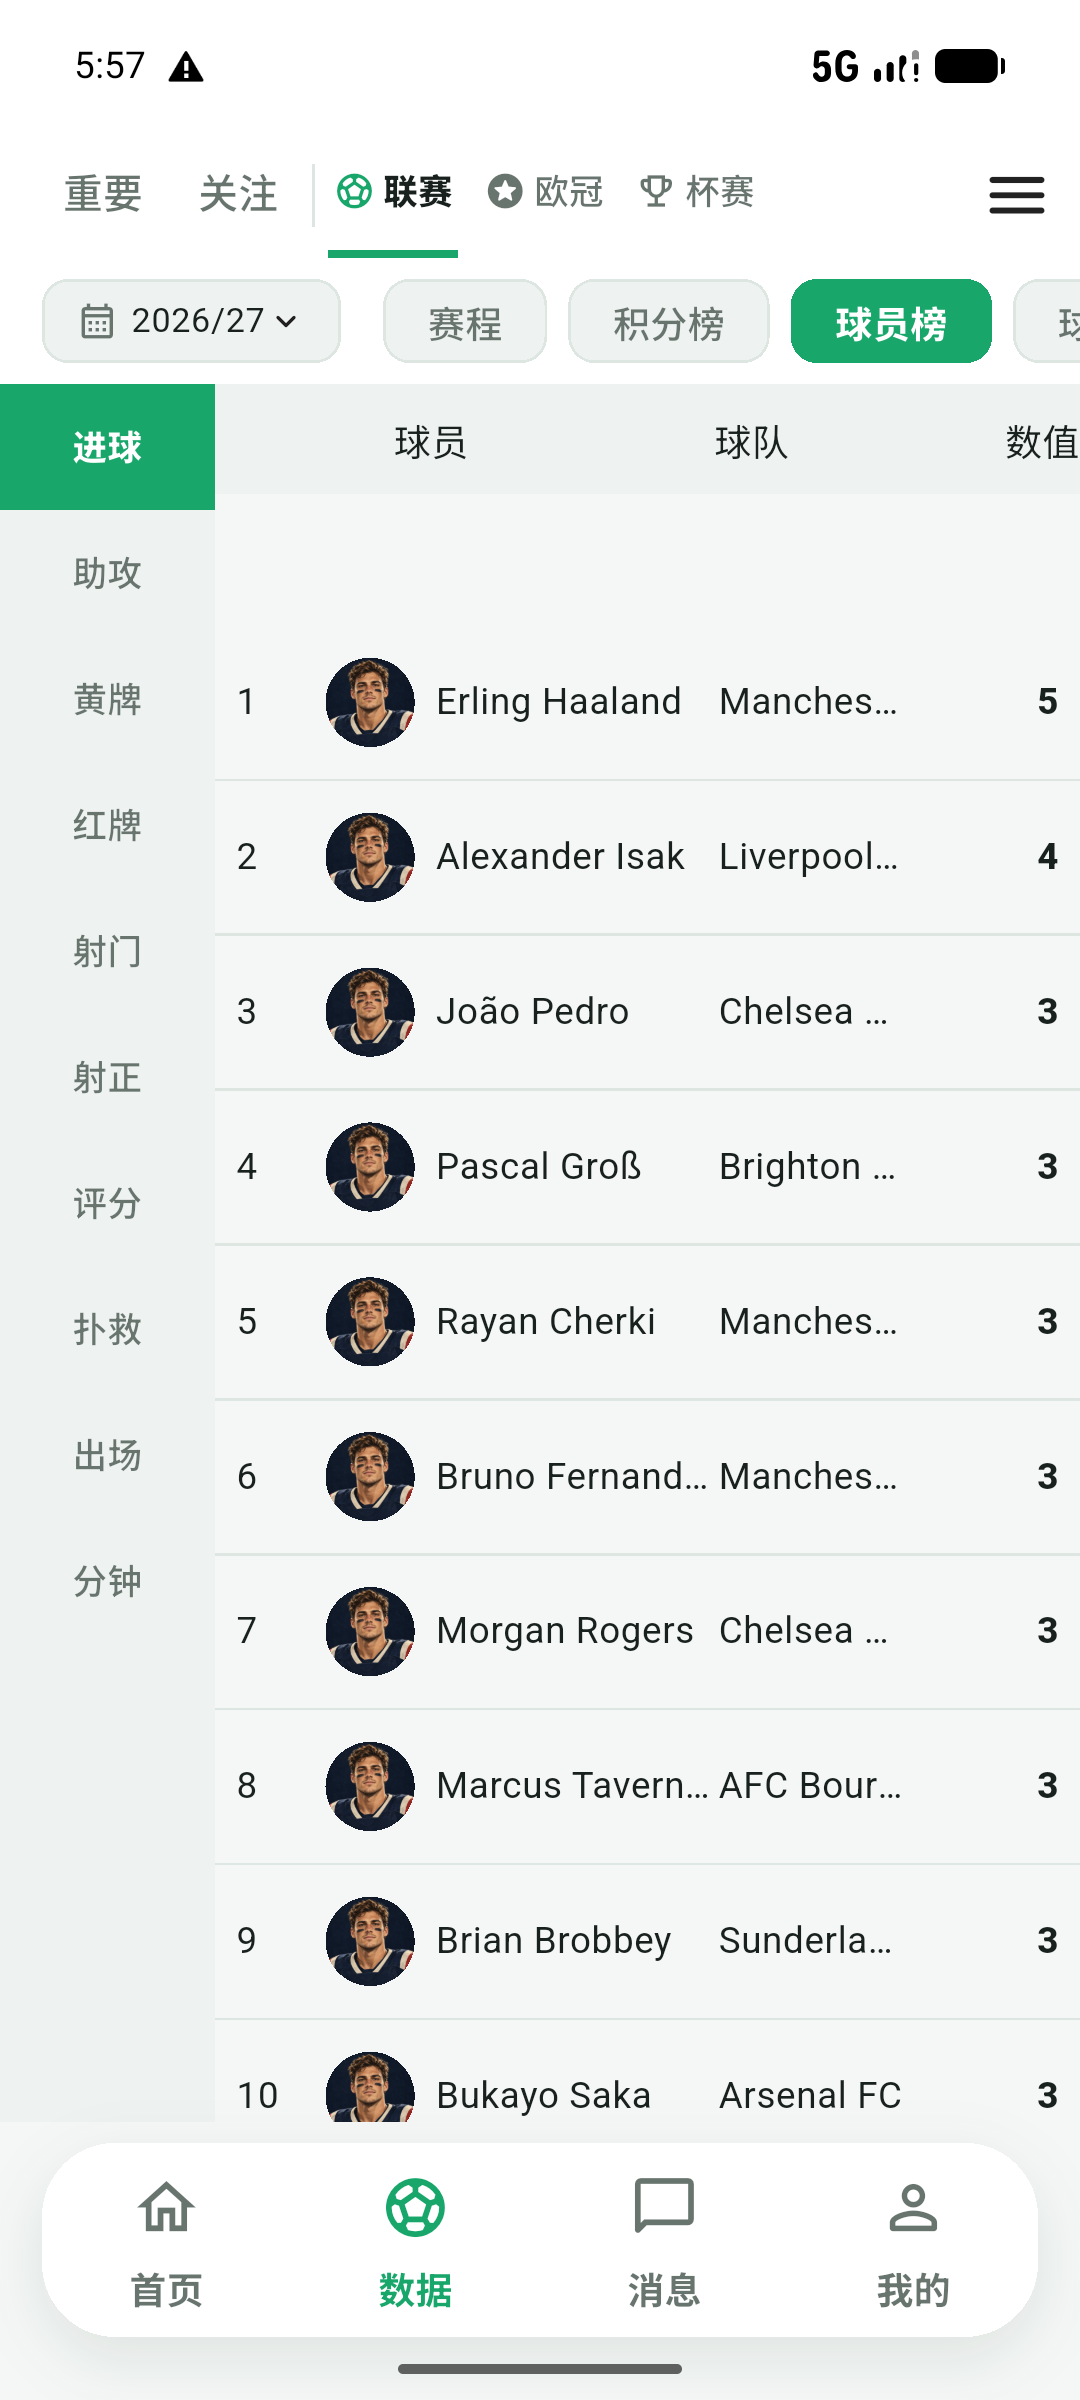 5:57 5G
重要 关注 联赛 欧冠 杯赛
2026/27 赛程 积分榜 球员榜
进球 球员 球队 数值
助攻
黄牌
红牌
射门
射正
评分
扑救
出场
分钟
1 Erling Haaland Manches... 5
2 Alexander Isak Liverpool... 4
3 João Pedro Chelsea ... 3
4 Pascal Groß Brighton ... 3
5 Rayan Cherki Manches... 3
6 Bruno Fernand... Manches... 3
7 Morgan Rogers Chelsea ... 3
8 Marcus Tavern... AFC Bour... 3
9 Brian Brobbey Sunderla... 3
10 Bukayo Saka Arsenal FC 3
首页 数据 消息 我的